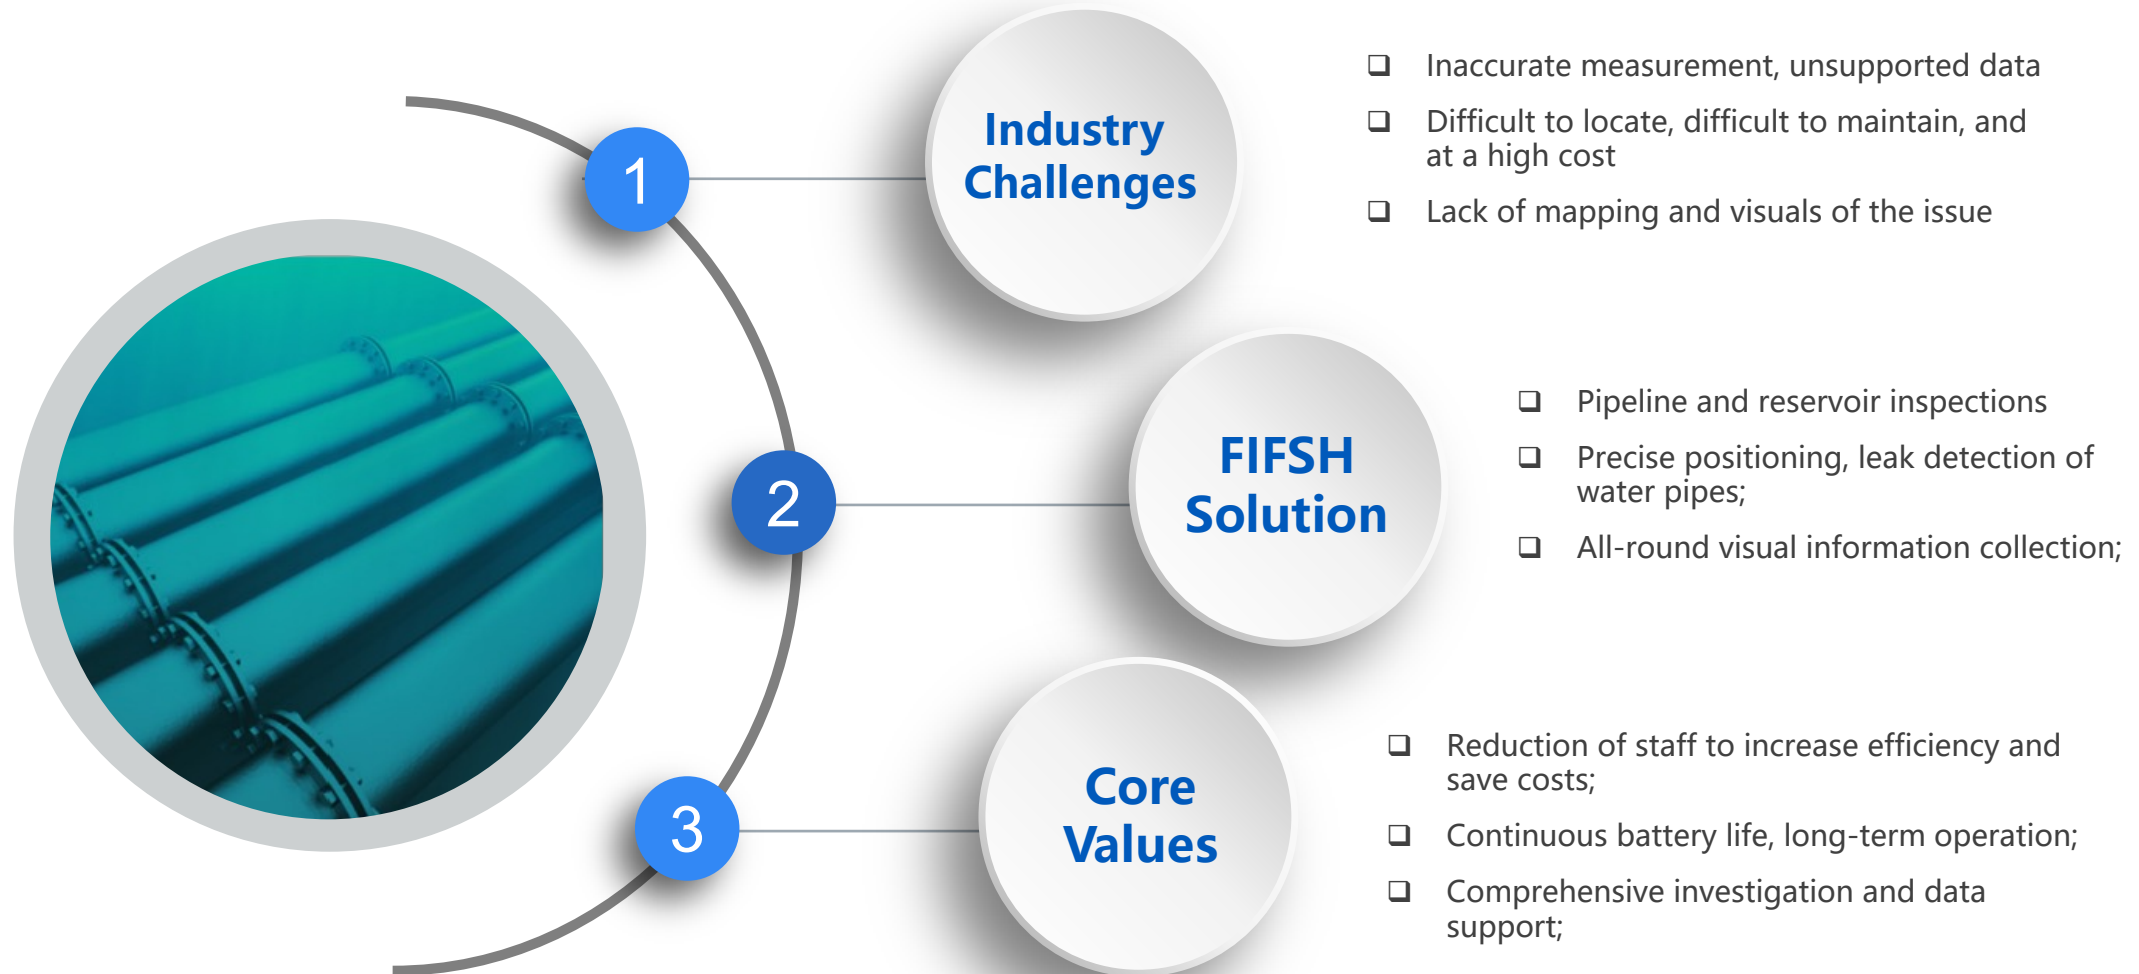 1
Industry
Challenges
❑ Inaccurate measurement, unsupported data
❑ Difficult to locate, difficult to maintain, and
at a high cost
❑ Lack of mapping and visuals of the issue
2
FIFSH
Solution
❑ Pipeline and reservoir inspections
❑ Precise positioning, leak detection of
water pipes;
❑ All-round visual information collection;
3
Core
Values
❑ Reduction of staff to increase efficiency and
save costs;
❑ Continuous battery life, long-term operation;
❑ Comprehensive investigation and data
support;